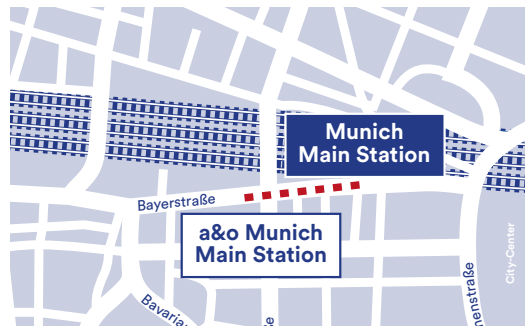 Munich
Main Station
Bayerstraße
a&o Munich
Main Station
City-Center